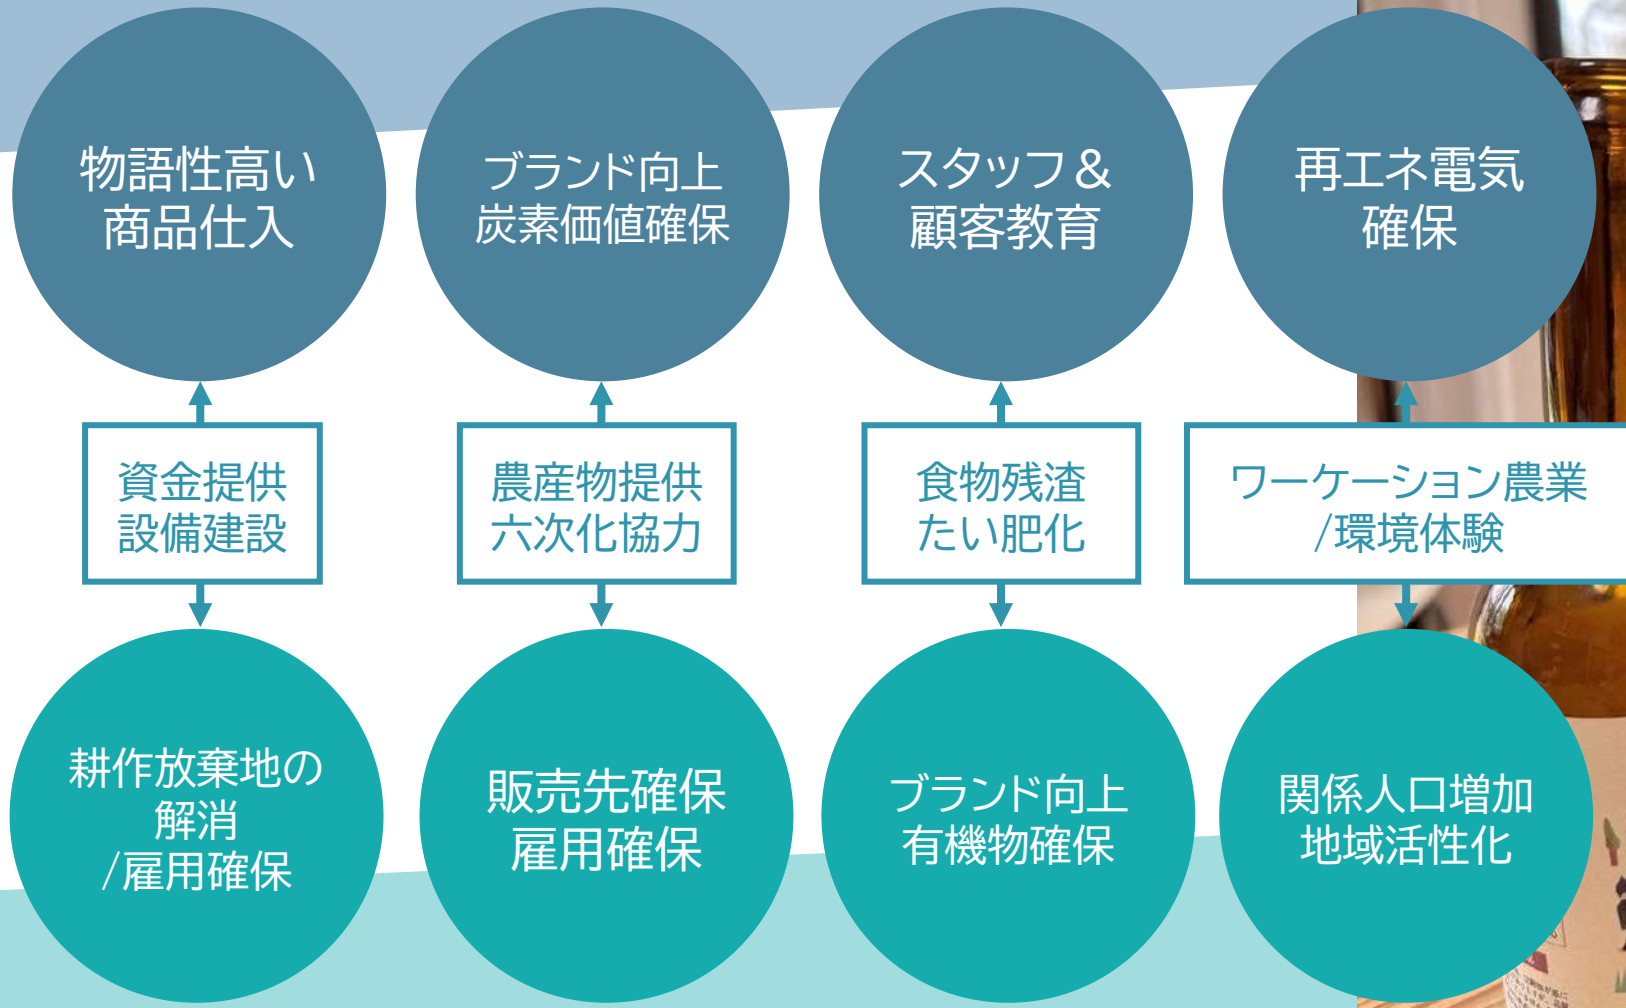 物語性高い
商品仕入
ブランド向上
炭素価値確保
スタッフ＆
顧客教育
再エネ電気
確保
資金提供
設備建設
農産物提供
六次化協力
食物残渣
たい肥化
ワーケーション農業
/環境体験
耕作放棄地の
解消
/雇用確保
販売先確保
雇用確保
ブランド向上
有機物確保
関係人口増加
地域活性化